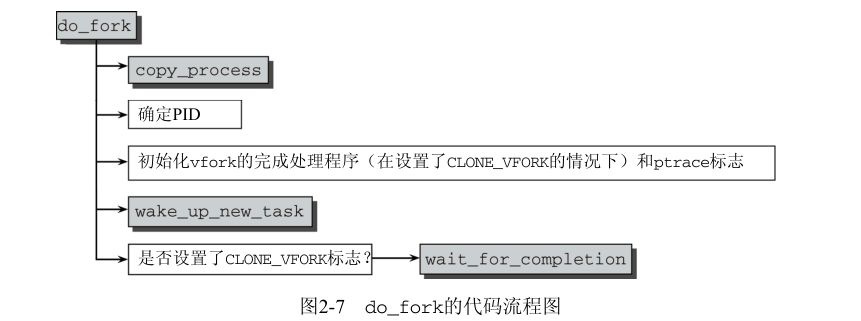 do_fork
copy_process
确定PID
初始化vfork的完成处理程序（在设置了CLONE_VFORK的情况下）和ptrace标志
wake_up_new_task
是否设置了CLONE_VFORK标志？
wait_for_completion
图2-7 do_fork的代码流程图